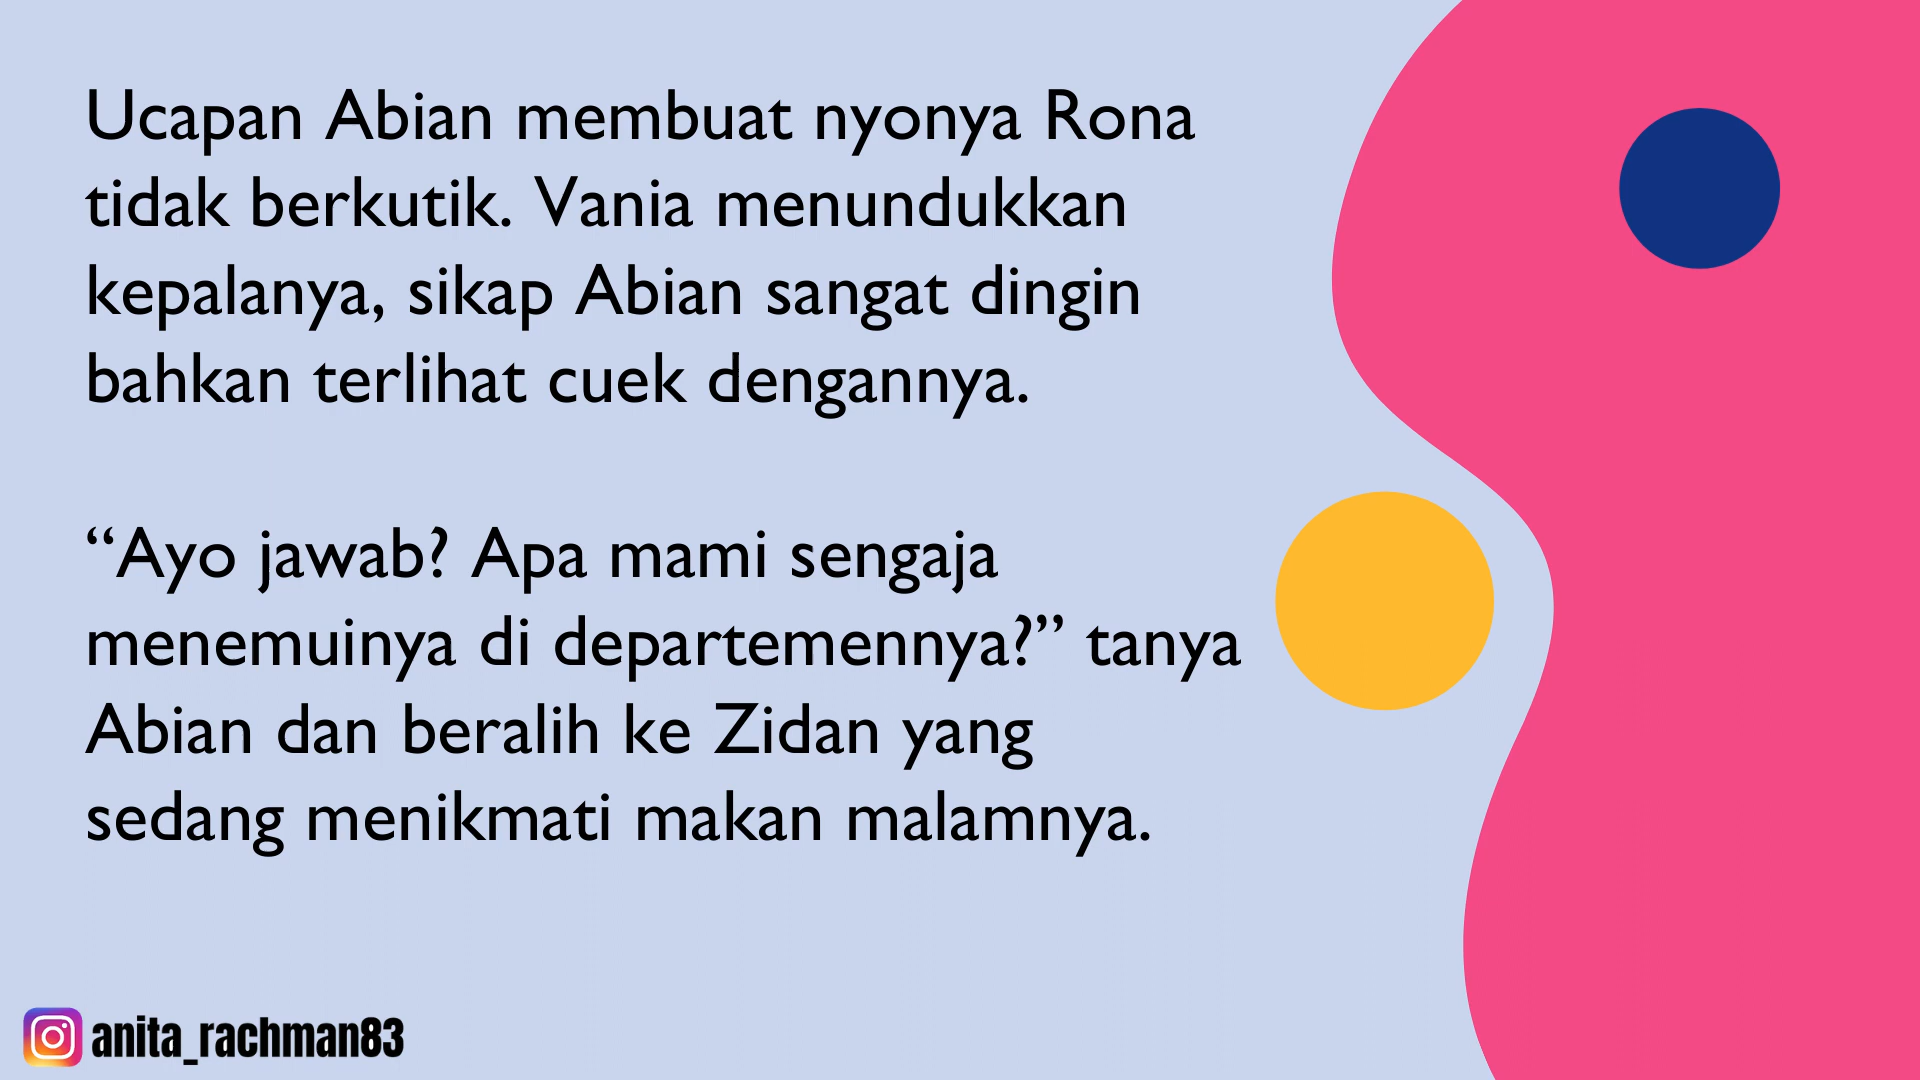 Ucapan Abian membuat nyonya Rona
tidak berkutik. Vania menundukkan
kepalanya, sikap Abian sangat dingin
bahkan terlihat cuek dengannya.
“Ayo jawab? Apa mami sengaja
menemuinya di departemennya?” tanya
Abian dan beralih ke Zidan yang
sedang menikmati makan malamnya.
anita_rachman83